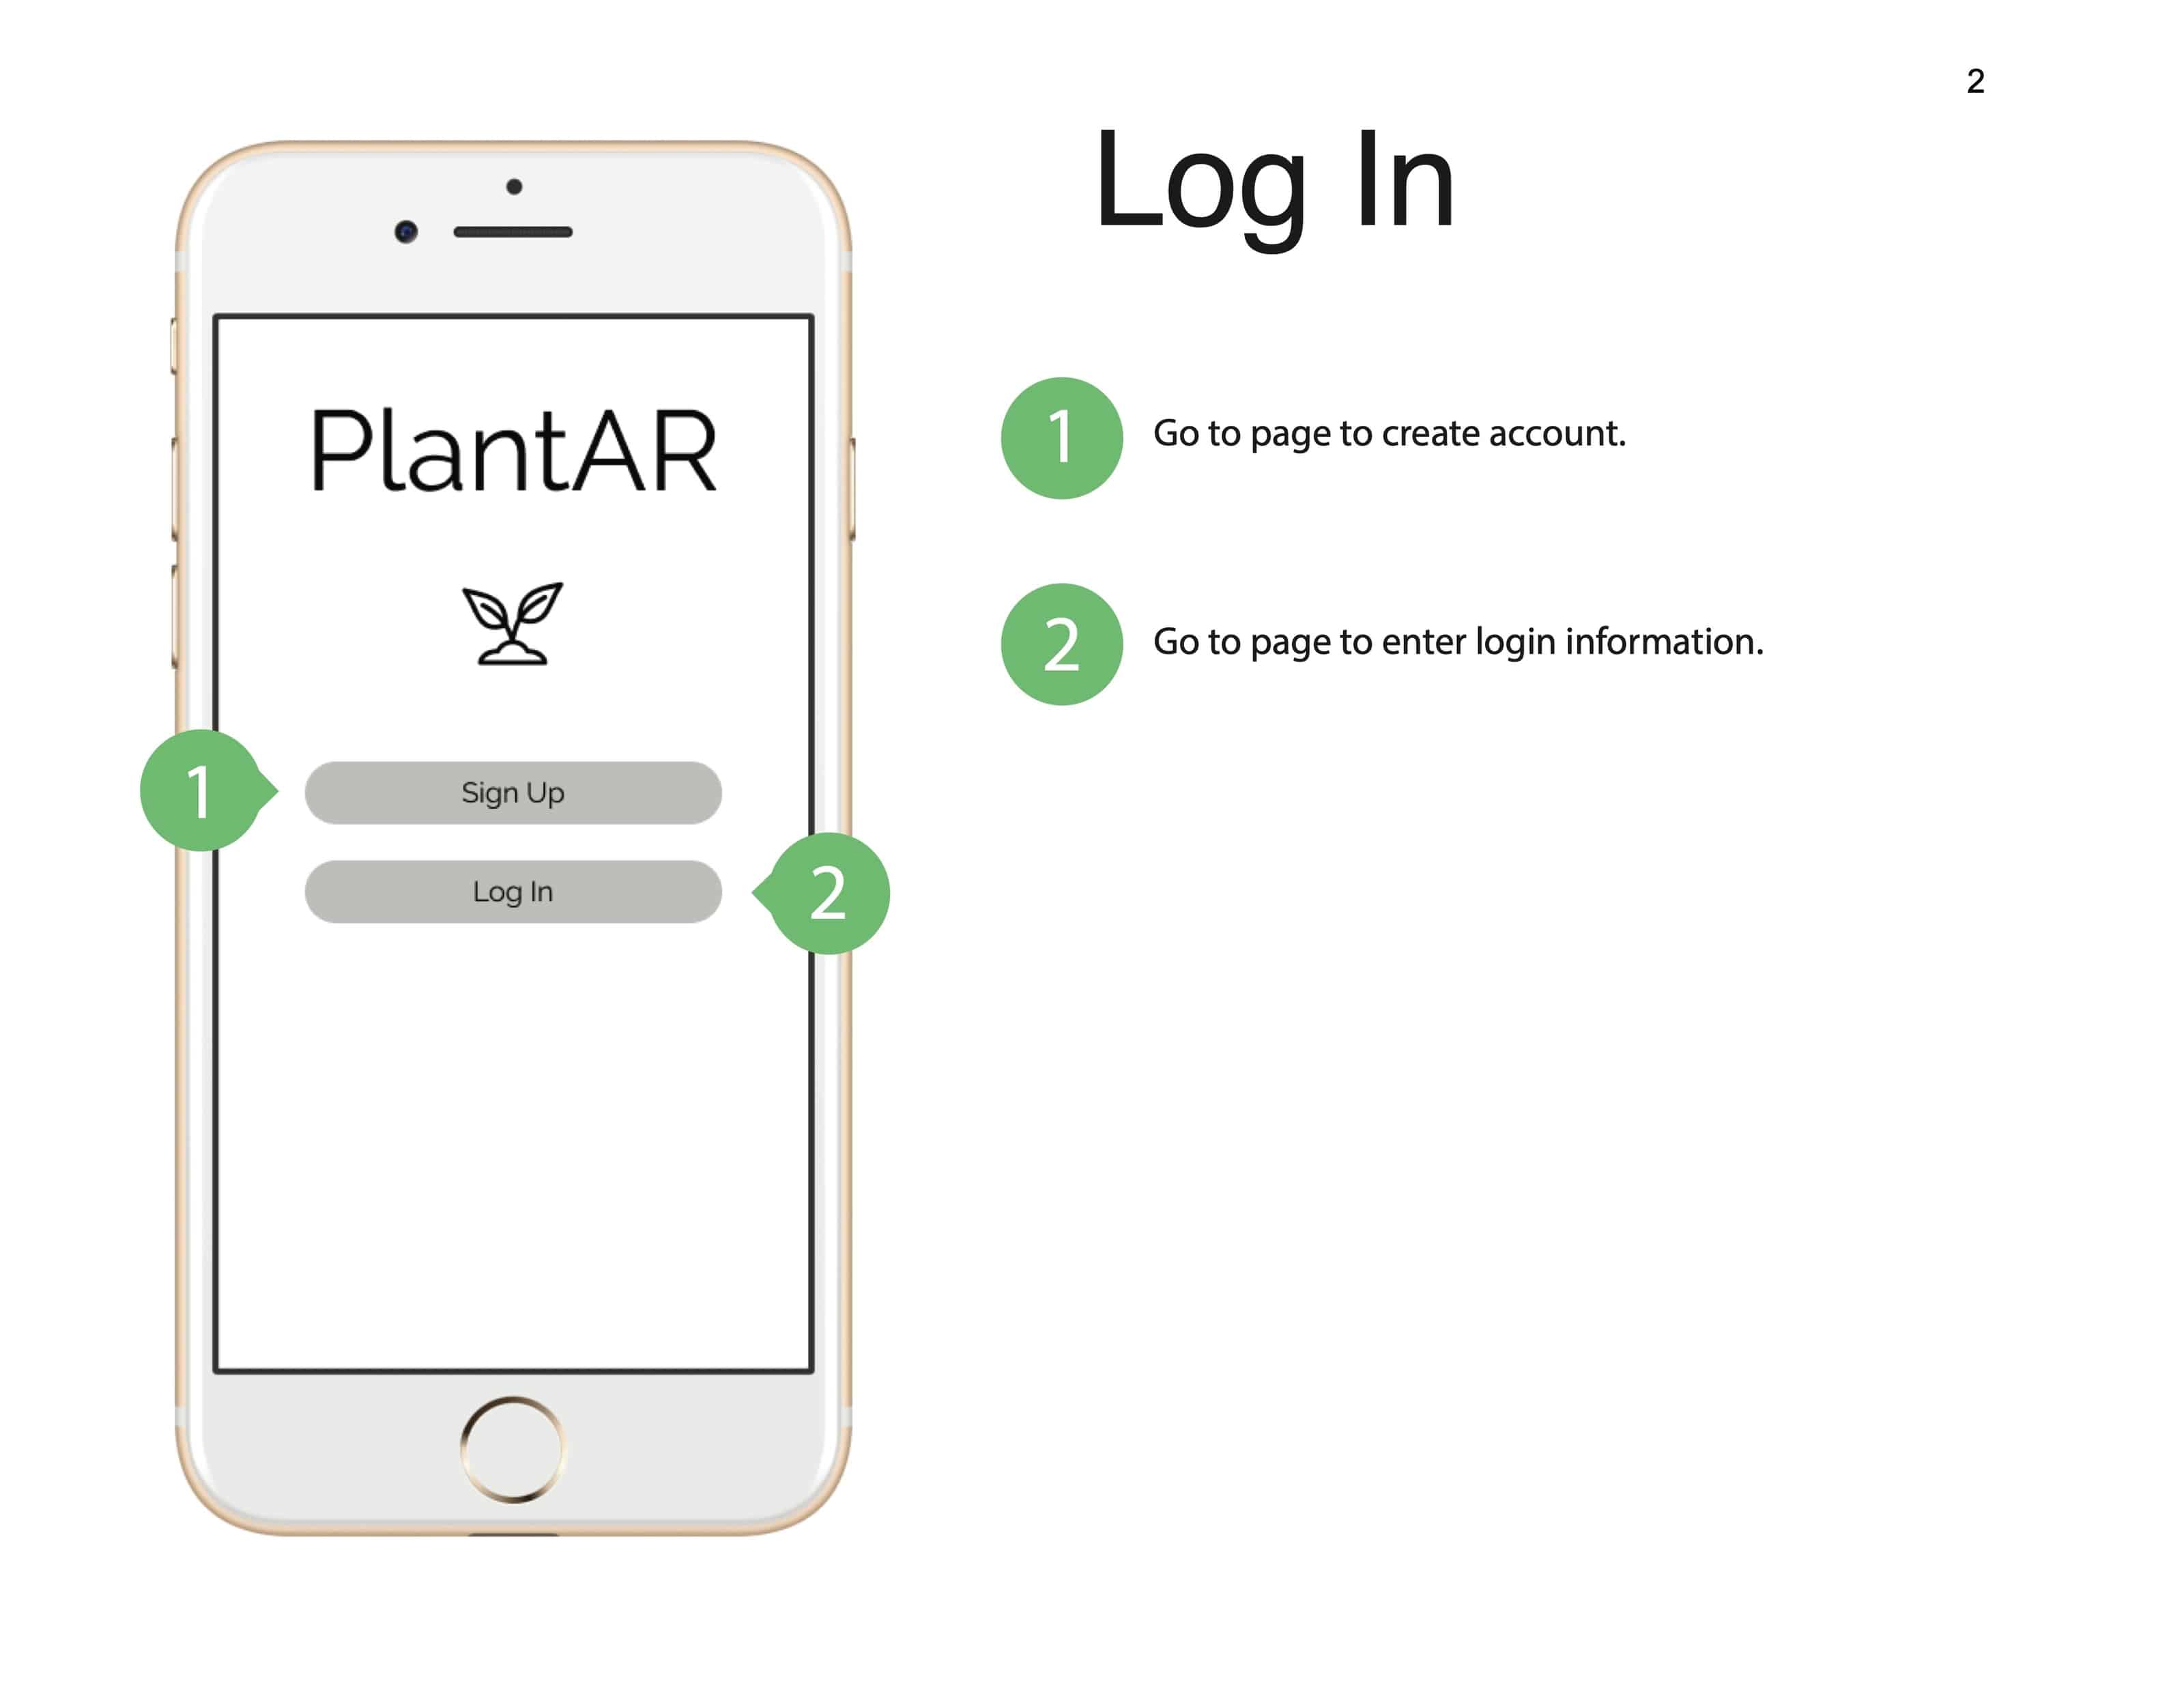 2
Log In
PlantAR
1 Go to page to create account.
2 Go to page to enter login information.
1
Sign Up
Log In
2